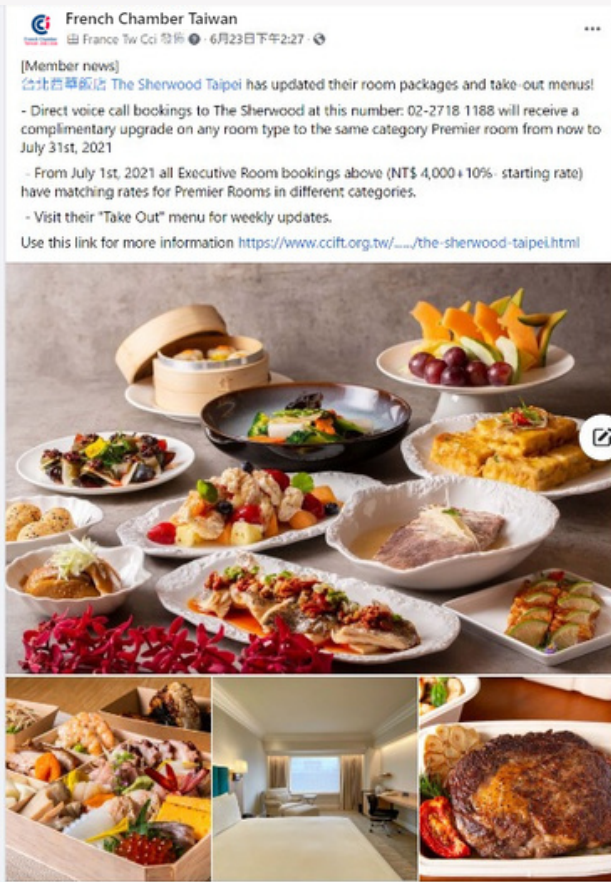 French Chamber Taiwan
France Tw Cci 發佈 · 6月23日下午2:27 ·
[Member news]
台北西華飯店 The Sherwood Taipei has updated their room packages and take-out menus!
- Direct voice call bookings to The Sherwood at this number: 02-2718 1188 will receive a
complimentary upgrade on any room type to the same category Premier room from now to
July 31st, 2021
- From July 1st, 2021 all Executive Room bookings above (NT$ 4,000+10%- starting rate)
have matching rates for Premier Rooms in different categories.
- Visit their "Take Out" menu for weekly updates.
Use this link for more information https://www.ccift.org.tw/...../the-sherwood-taipei.html